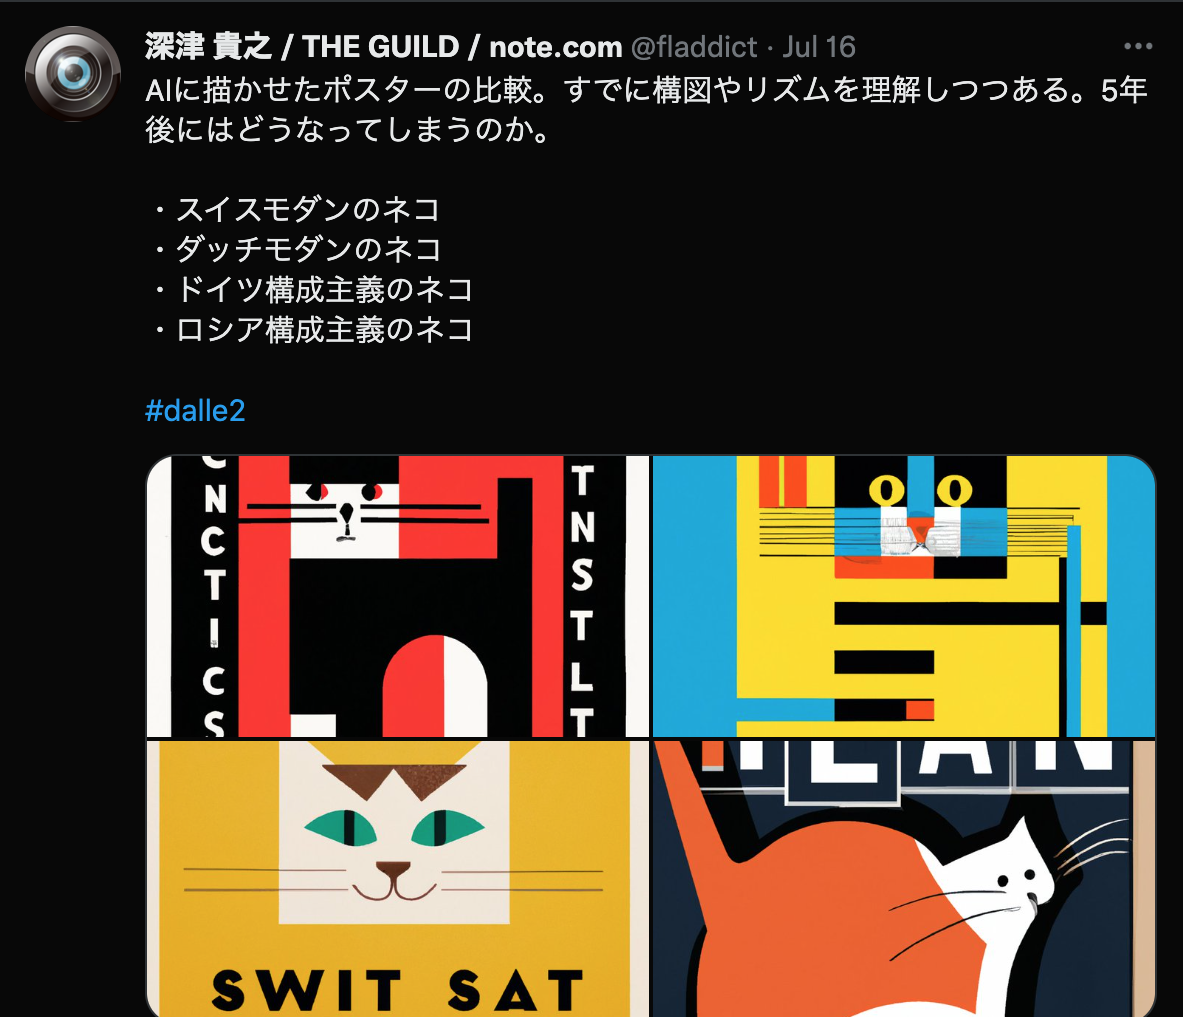 深津 貴之 / THE GUILD / note.com @fladdict · Jul 16
AIに描かせたポスターの比較。すでに構図やリズムを理解しつつある。5年
後にはどうなってしまうのか。
・スイスモダンのネコ
・ダッチモダンのネコ
・ドイツ構成主義のネコ
・ロシア構成主義のネコ
#dalle2
CNCTICS
TNSTLT
SWIT SAT
LAN